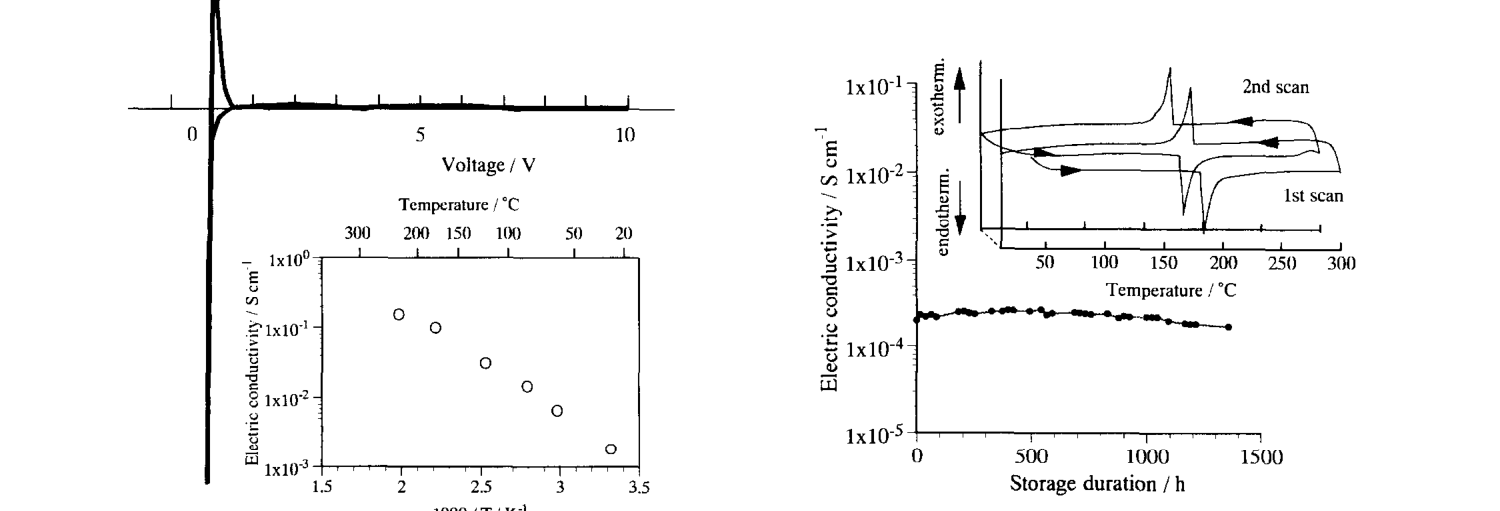 0 5 10
Voltage / V
Temperature / °C
300 200 150 100 50 20
Electric conductivity / S cm-1
1x10^0
1x10^-1
1x10^-2
1x10^-3
1.5 2 2.5 3 3.5
Electric conductivity / S cm-1
1x10^-1
1x10^-2
1x10^-3
1x10^-4
1x10^-5
exotherm.
endotherm.
2nd scan
1st scan
50 100 150 200 250 300
Temperature / °C
0 500 1000 1500
Storage duration / h